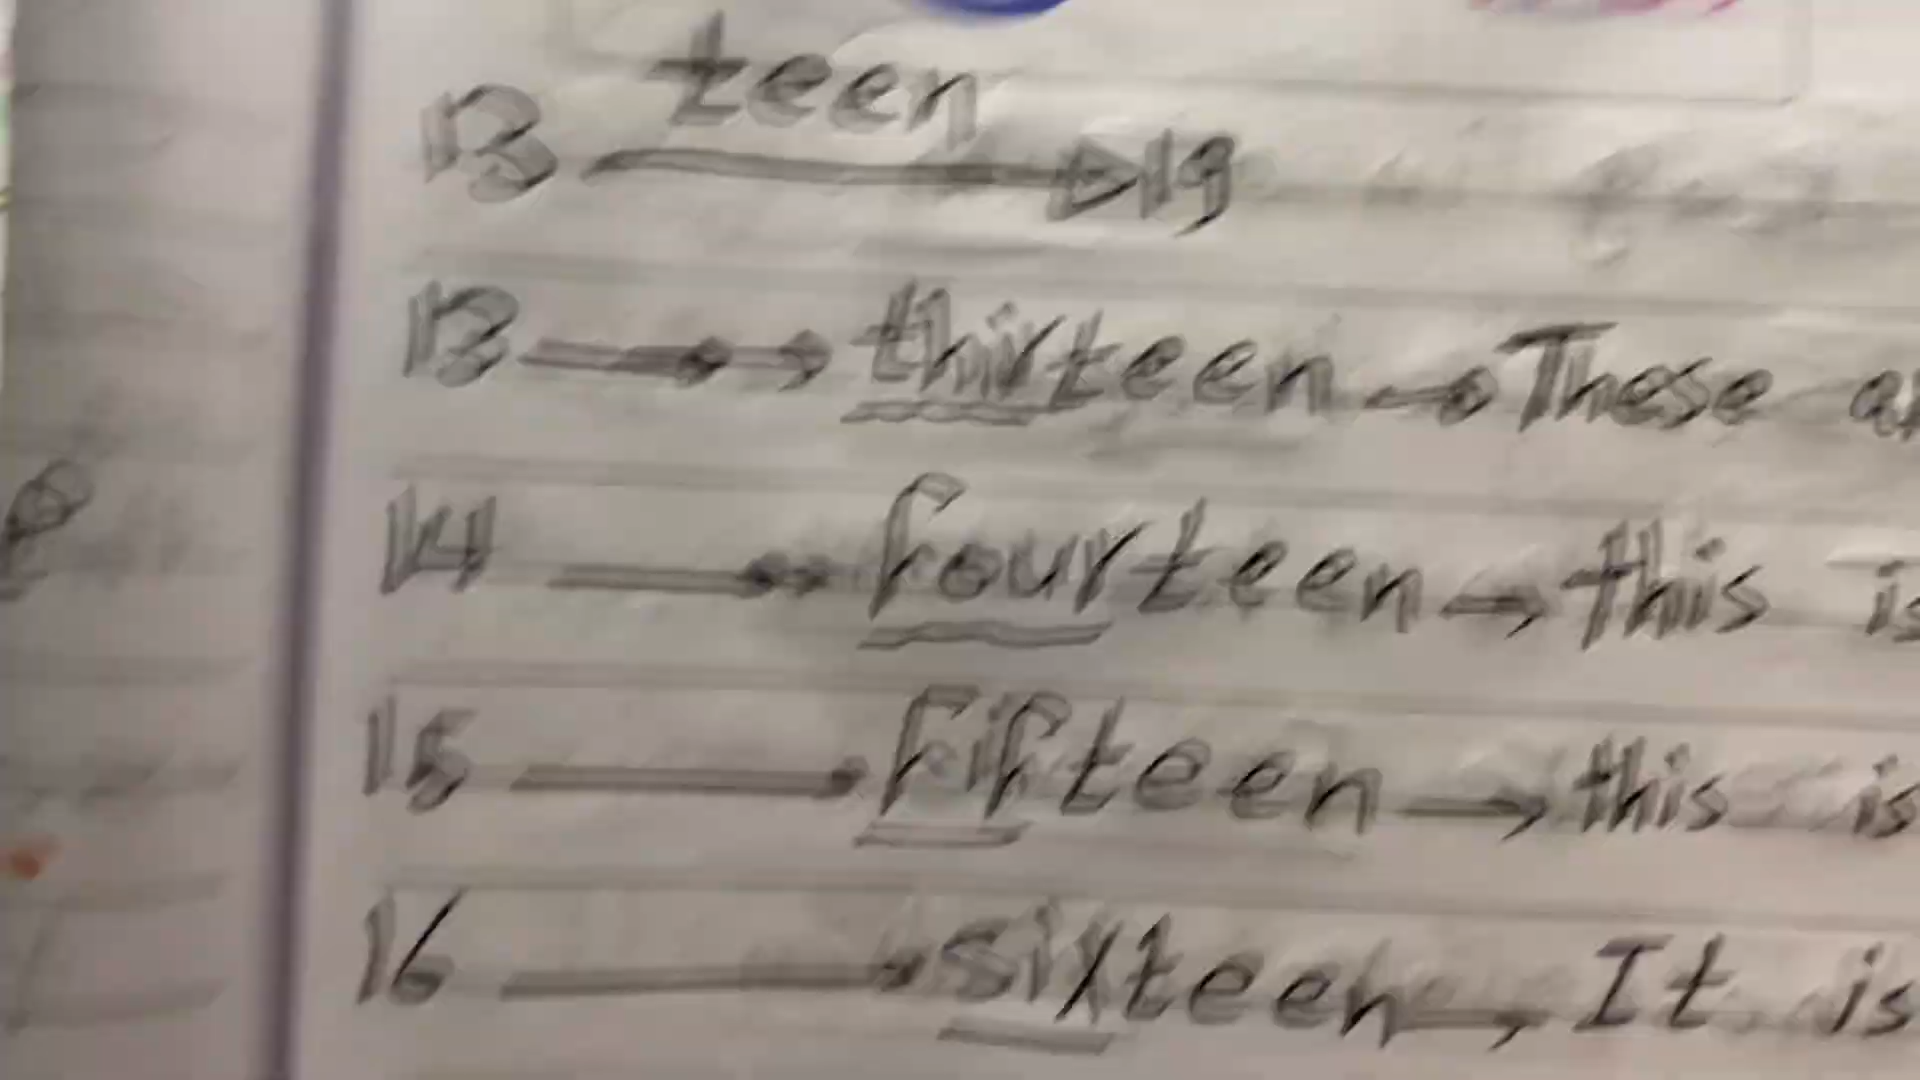 teen
13 → 19
13 → → thirteen → These
14 → → fourteen → this is
15 → fifteen → this is
16 → sixteen → It is